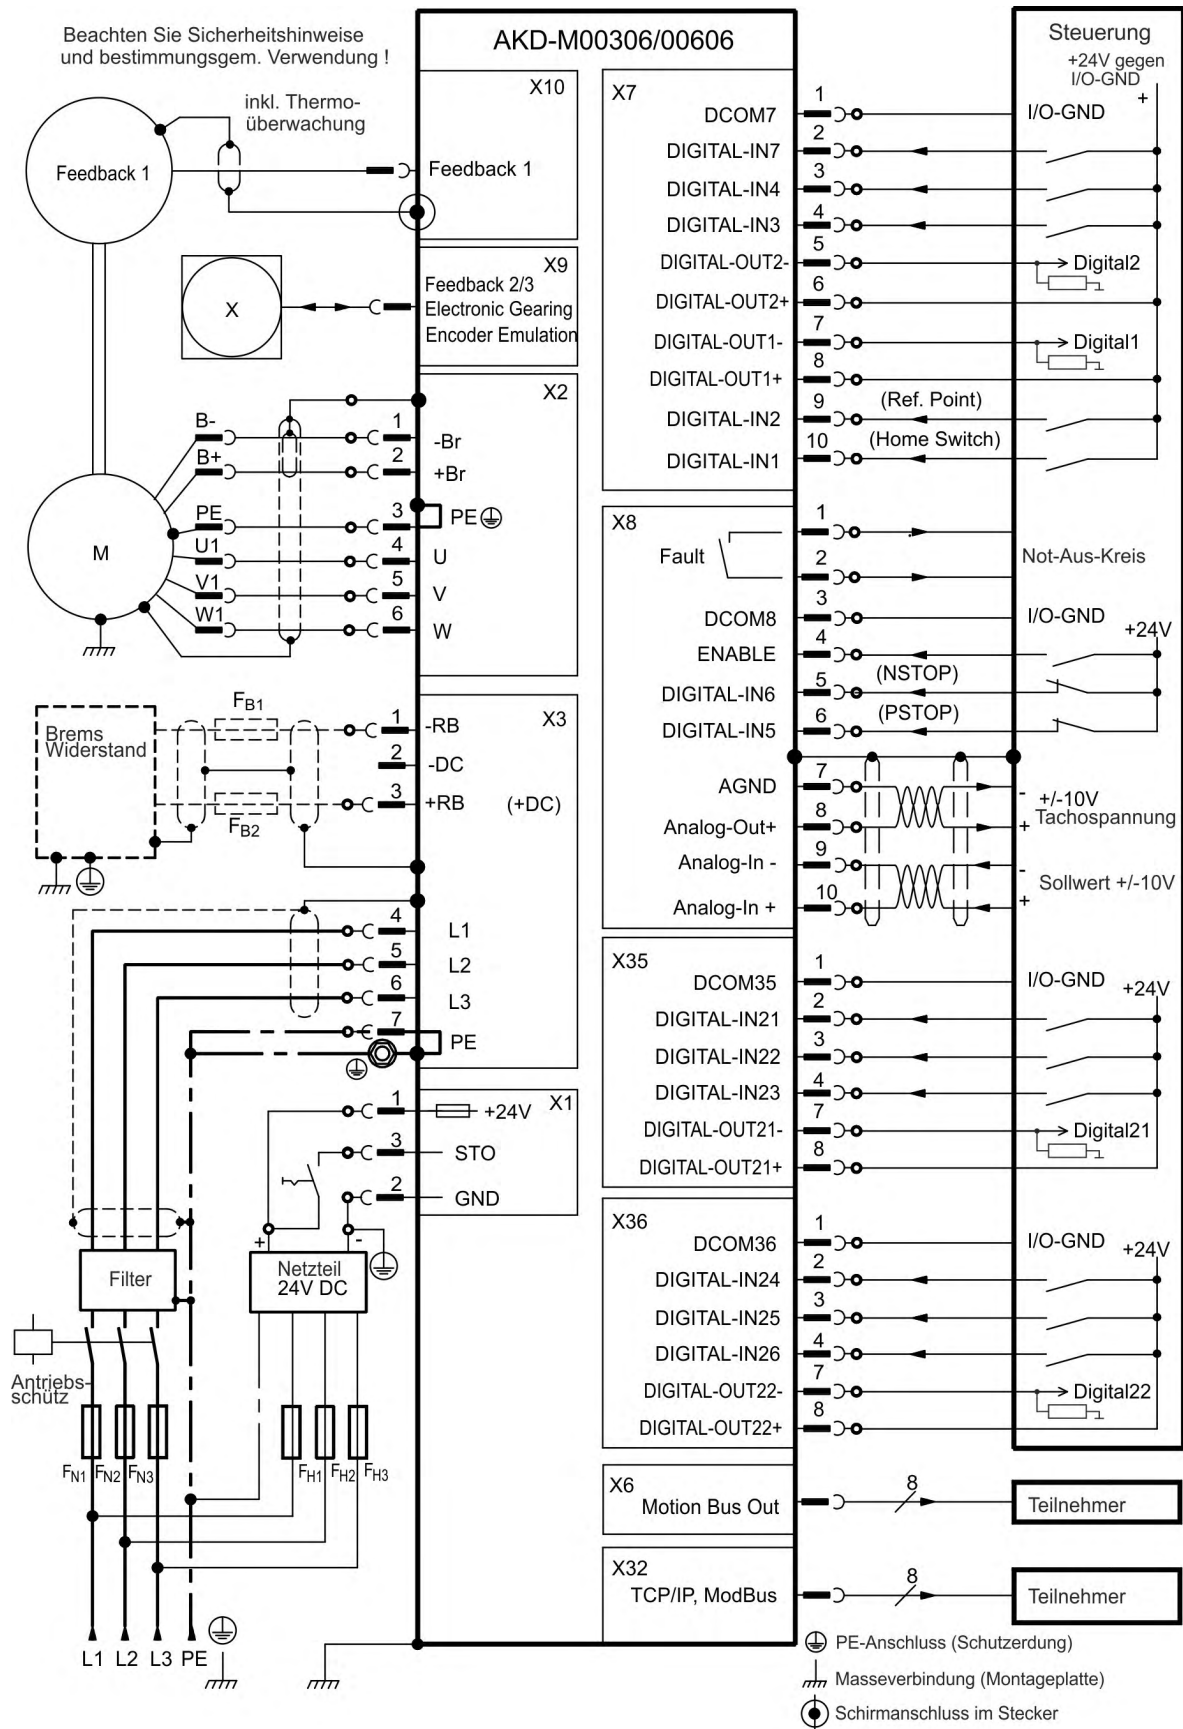 Beachten Sie Sicherheitshinweise
und bestimmungsgem. Verwendung !
AKD-M00306/00606
Steuerung
+24V gegen
I/O-GND
+
X10
inkl. Thermo-
überwachung
Feedback 1
Feedback 1
X9
Feedback 2/3
Electronic Gearing
Encoder Emulation
X
X2
B-
1
-Br
B+
2
+Br
PE
3
PE
U1
4
U
V1
5
V
W1
6
W
M
X3
Brems
Widerstand
FB1
1
-RB
2
-DC
3
+RB
(+DC)
FB2
4
L1
5
L2
6
L3
7
PE
X1
1
+24V
3
STO
2
GND
+
-
Netzteil
24V DC
Filter
Antriebs-
schütz
FN1
FN2
FN3
FH1
FH2
FH3
L1
L2
L3
PE
X7
DCOM7
1
I/O-GND
DIGITAL-IN7
2
DIGITAL-IN4
3
DIGITAL-IN3
4
DIGITAL-OUT2-
5
Digital2
DIGITAL-OUT2+
6
DIGITAL-OUT1-
7
Digital1
DIGITAL-OUT1+
8
DIGITAL-IN2
9
(Ref. Point)
DIGITAL-IN1
10
(Home Switch)
X8
Fault
1
2
Not-Aus-Kreis
DCOM8
3
I/O-GND
+24V
ENABLE
4
DIGITAL-IN6
5
(NSTOP)
DIGITAL-IN5
6
(PSTOP)
AGND
7
-
+/-10V
Tachospannung
Analog-Out+
8
+
Analog-In -
9
-
Sollwert +/-10V
Analog-In +
10
+
X35
DCOM35
1
I/O-GND
+24V
DIGITAL-IN21
2
DIGITAL-IN22
3
DIGITAL-IN23
4
DIGITAL-OUT21-
7
Digital21
DIGITAL-OUT21+
8
X36
DCOM36
1
I/O-GND
+24V
DIGITAL-IN24
2
DIGITAL-IN25
3
DIGITAL-IN26
4
DIGITAL-OUT22-
7
Digital22
DIGITAL-OUT22+
8
X6
Motion Bus Out
8
Teilnehmer
X32
TCP/IP, ModBus
8
Teilnehmer
PE-Anschluss (Schutzerdung)
Masseverbindung (Montageplatte)
Schirmanschluss im Stecker